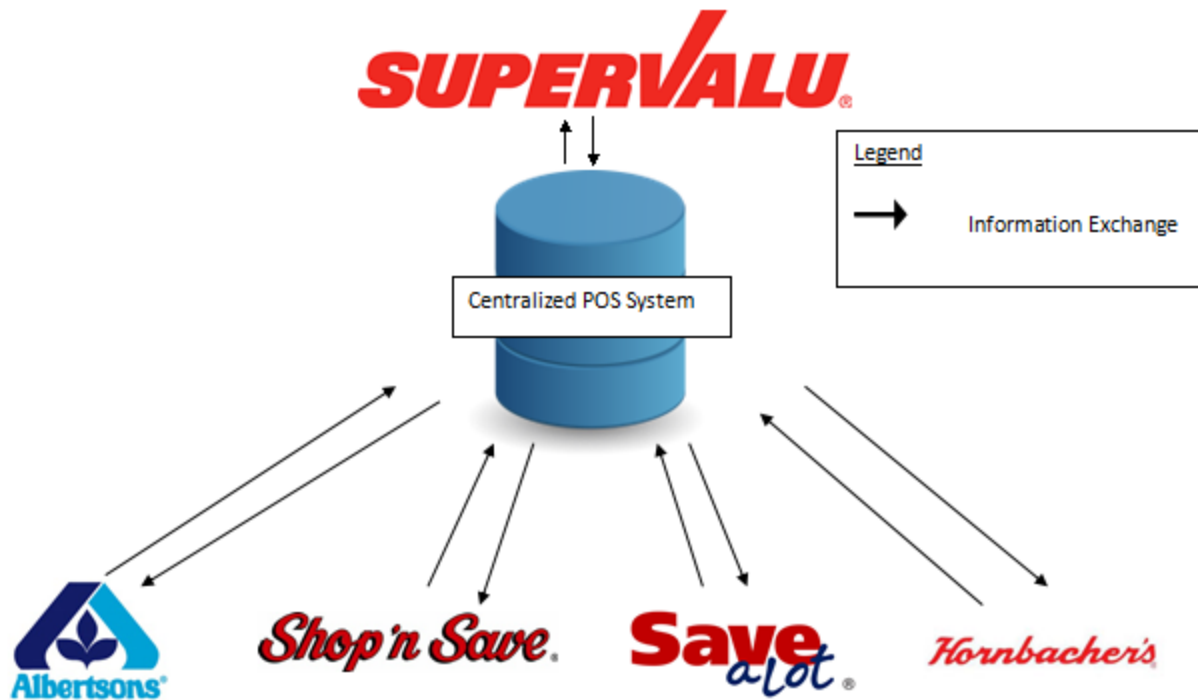 SUPERVALU®
Legend
Information Exchange
Centralized POS System
Albertsons®
Shop'n Save®
Save
a lot®
Hornbacher's